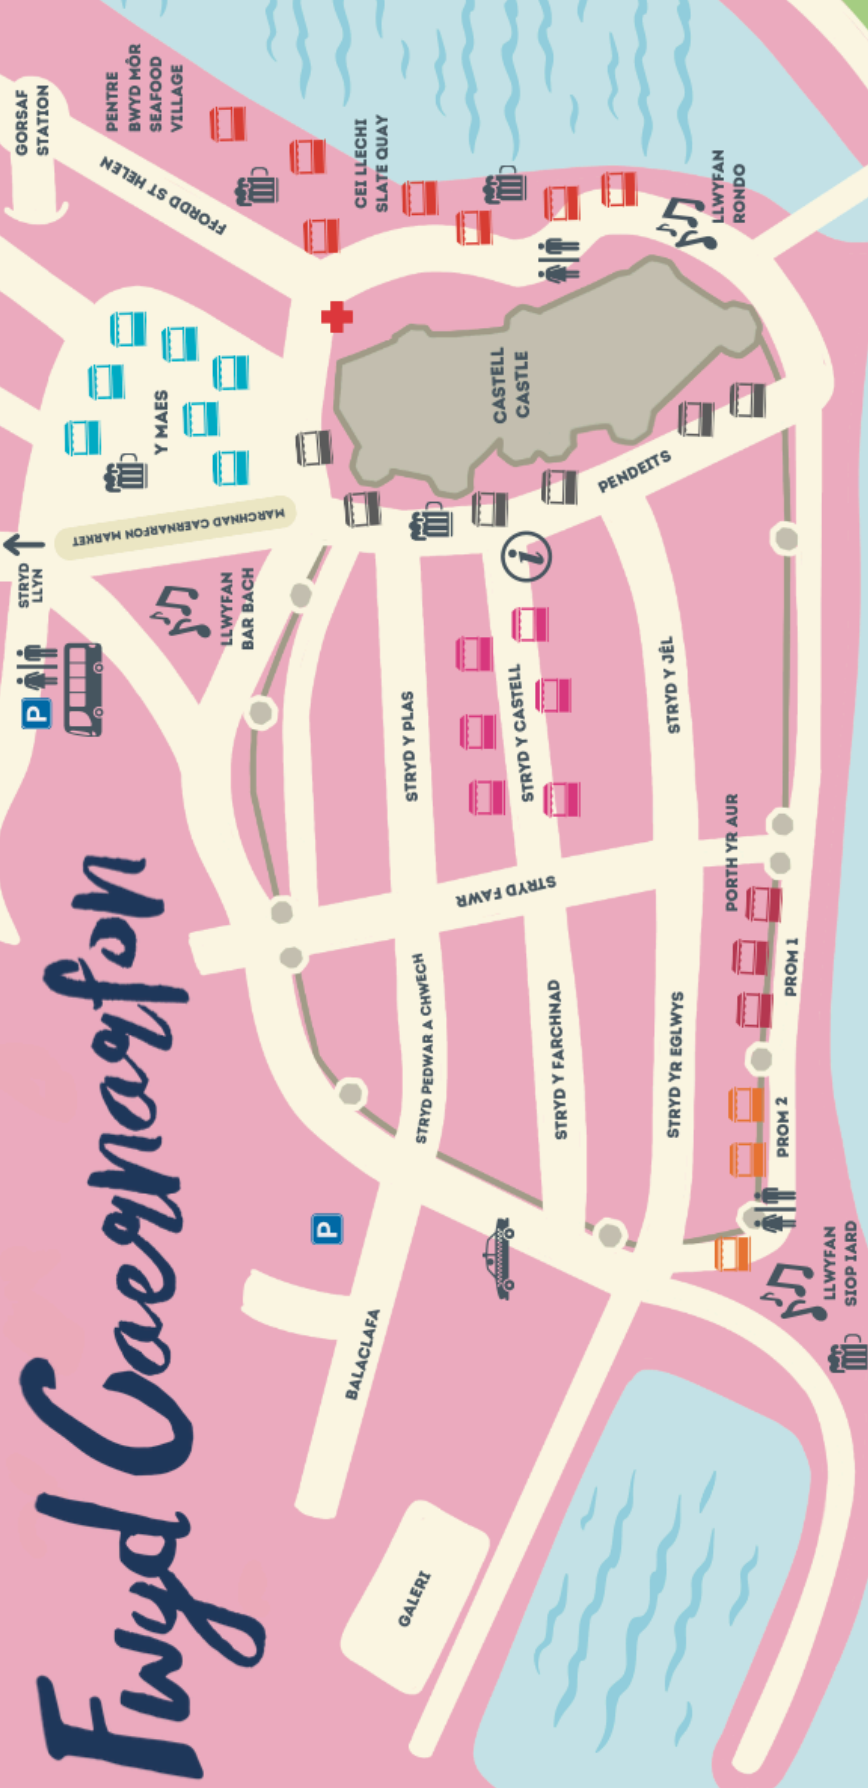 Fwyd Caernarfon
GORSAF
STATION
PENTRE
BWYD MÔR
SEAFOOD
VILLAGE
FFORDD ST HELEN
CEI LLECHI
SLATE QUAY
LLWYFAN
RONDO
Y MAES
CASTELL
CASTLE
PENDEITS
MARCHNAD CAERNARFON MARKET
STRYD
LLYN
LLWYFAN
BAR BACH
P
i
STRYD Y PLAS
STRYD Y CASTELL
STRYD Y JÊL
STRYD FAWR
PORTH YR AUR
STRYD PEDWAR A CHWECH
STRYD Y FARCHNAD
STRYD YR EGLWYS
PROM 1
PROM 2
P
BALACLAFA
LLWYFAN
SIOP IARD
GALERI